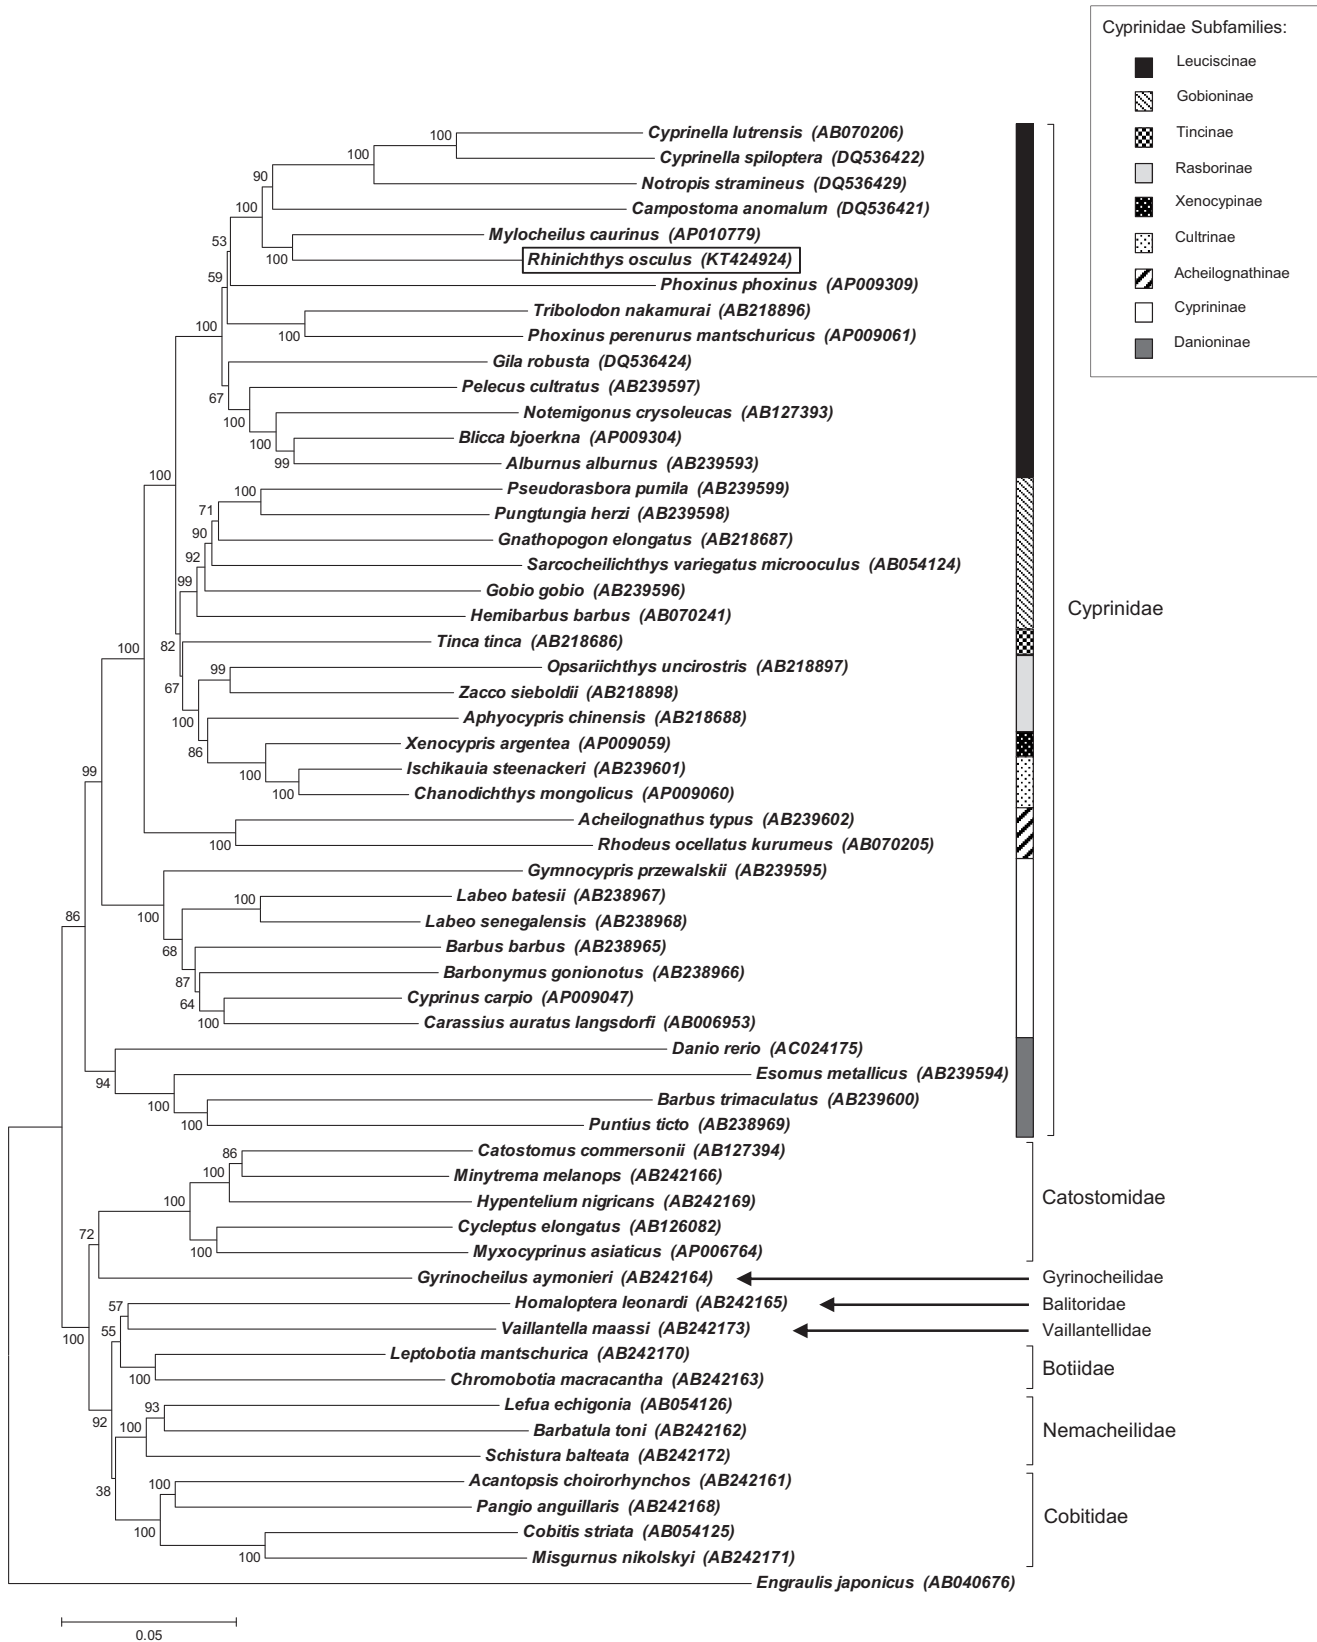 Cyprinidae Subfamilies:
Leuciscinae
Gobioninae
Tincinae
Rasborinae
Xenocypinae
Cultrinae
Acheilognathinae
Cyprininae
Danioninae
100
Cyprinella lutrensis (AB070206)
100
Cyprinella spiloptera (DQ536422)
90
Notropis stramineus (DQ536429)
100
Campostoma anomalum (DQ536421)
53
Mylocheilus caurinus (AP010779)
100
Rhinichthys osculus (KT424924)
59
Phoxinus phoxinus (AP009309)
Tribolodon nakamurai (AB218896)
100
100
Phoxinus perenurus mantschuricus (AP009061)
Gila robusta (DQ536424)
67
Pelecus cultratus (AB239597)
100
Notemigonus crysoleucas (AB127393)
100
Blicca bjoerkna (AP009304)
99
Alburnus alburnus (AB239593)
100
100
Pseudorasbora pumila (AB239599)
71
Pungtungia herzi (AB239598)
90
Gnathopogon elongatus (AB218687)
92
Sarcocheilichthys variegatus microoculus (AB054124)
99
Gobio gobio (AB239596)
Hemibarbus barbus (AB070241)
Cyprinidae
100
82
Tinca tinca (AB218686)
99
Opsariichthys uncirostris (AB218897)
67
Zacco sieboldii (AB218898)
100
Aphyocypris chinensis (AB218688)
86
Xenocypris argentea (AP009059)
99
100
Ischikauia steenackeri (AB239601)
100
Chanodichthys mongolicus (AP009060)
Acheilognathus typus (AB239602)
100
Rhodeus ocellatus kurumeus (AB070205)
Gymnocypris przewalskii (AB239595)
100
Labeo batesii (AB238967)
86
100
Labeo senegalensis (AB238968)
68
Barbus barbus (AB238965)
87
Barbonymus gonionotus (AB238966)
64
Cyprinus carpio (AP009047)
100
Carassius auratus langsdorfi (AB006953)
Danio rerio (AC024175)
94
Esomus metallicus (AB239594)
100
Barbus trimaculatus (AB239600)
100
Puntius ticto (AB238969)
86
Catostomus commersonii (AB127394)
100
Minytrema melanops (AB242166)
100
Hypentelium nigricans (AB242169)
Catostomidae
72
Cycleptus elongatus (AB126082)
100
Myxocyprinus asiaticus (AP006764)
Gyrinocheilus aymonieri (AB242164)
Gyrinocheilidae
57
Homaloptera leonardi (AB242165)
Balitoridae
100
55
Vaillantella maassi (AB242173)
Vaillantellidae
Leptobotia mantschurica (AB242170)
Botiidae
100
Chromobotia macracantha (AB242163)
93
Lefua echigonia (AB054126)
92
100
Barbatula toni (AB242162)
Nemacheilidae
Schistura balteata (AB242172)
38
100
Acantopsis choirorhynchos (AB242161)
Pangio anguillaris (AB242168)
Cobitidae
100
Cobitis striata (AB054125)
100
Misgurnus nikolskyi (AB242171)
Engraulis japonicus (AB040676)
0.05